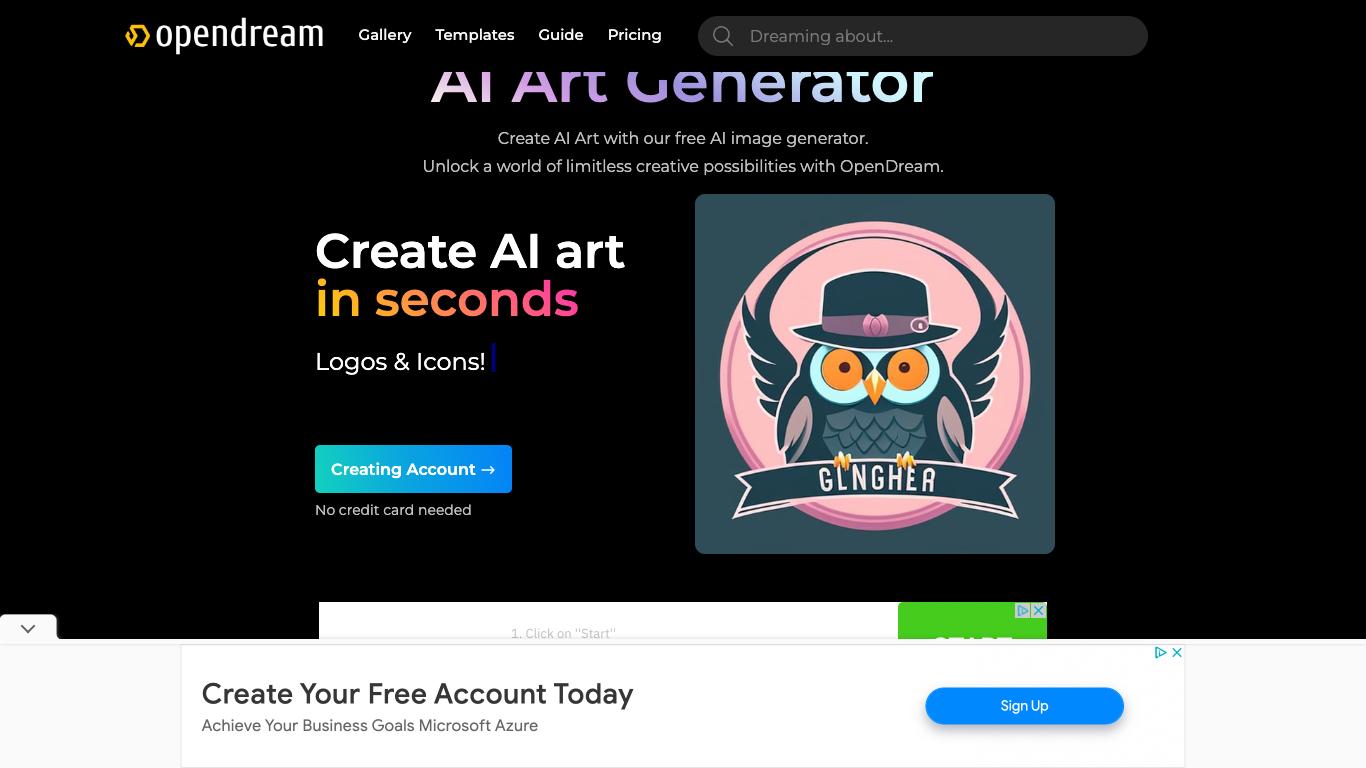 opendream
Gallery Templates Guide Pricing
Dreaming about...
AI Art Generator
Create AI Art with our free AI image generator.
Unlock a world of limitless creative possibilities with OpenDream.
Create AI art
in seconds
Logos & Icons!
Creating Account →
No credit card needed
GLNGHEA
1. Click on "Start"
START
Create Your Free Account Today
Achieve Your Business Goals Microsoft Azure
Sign Up